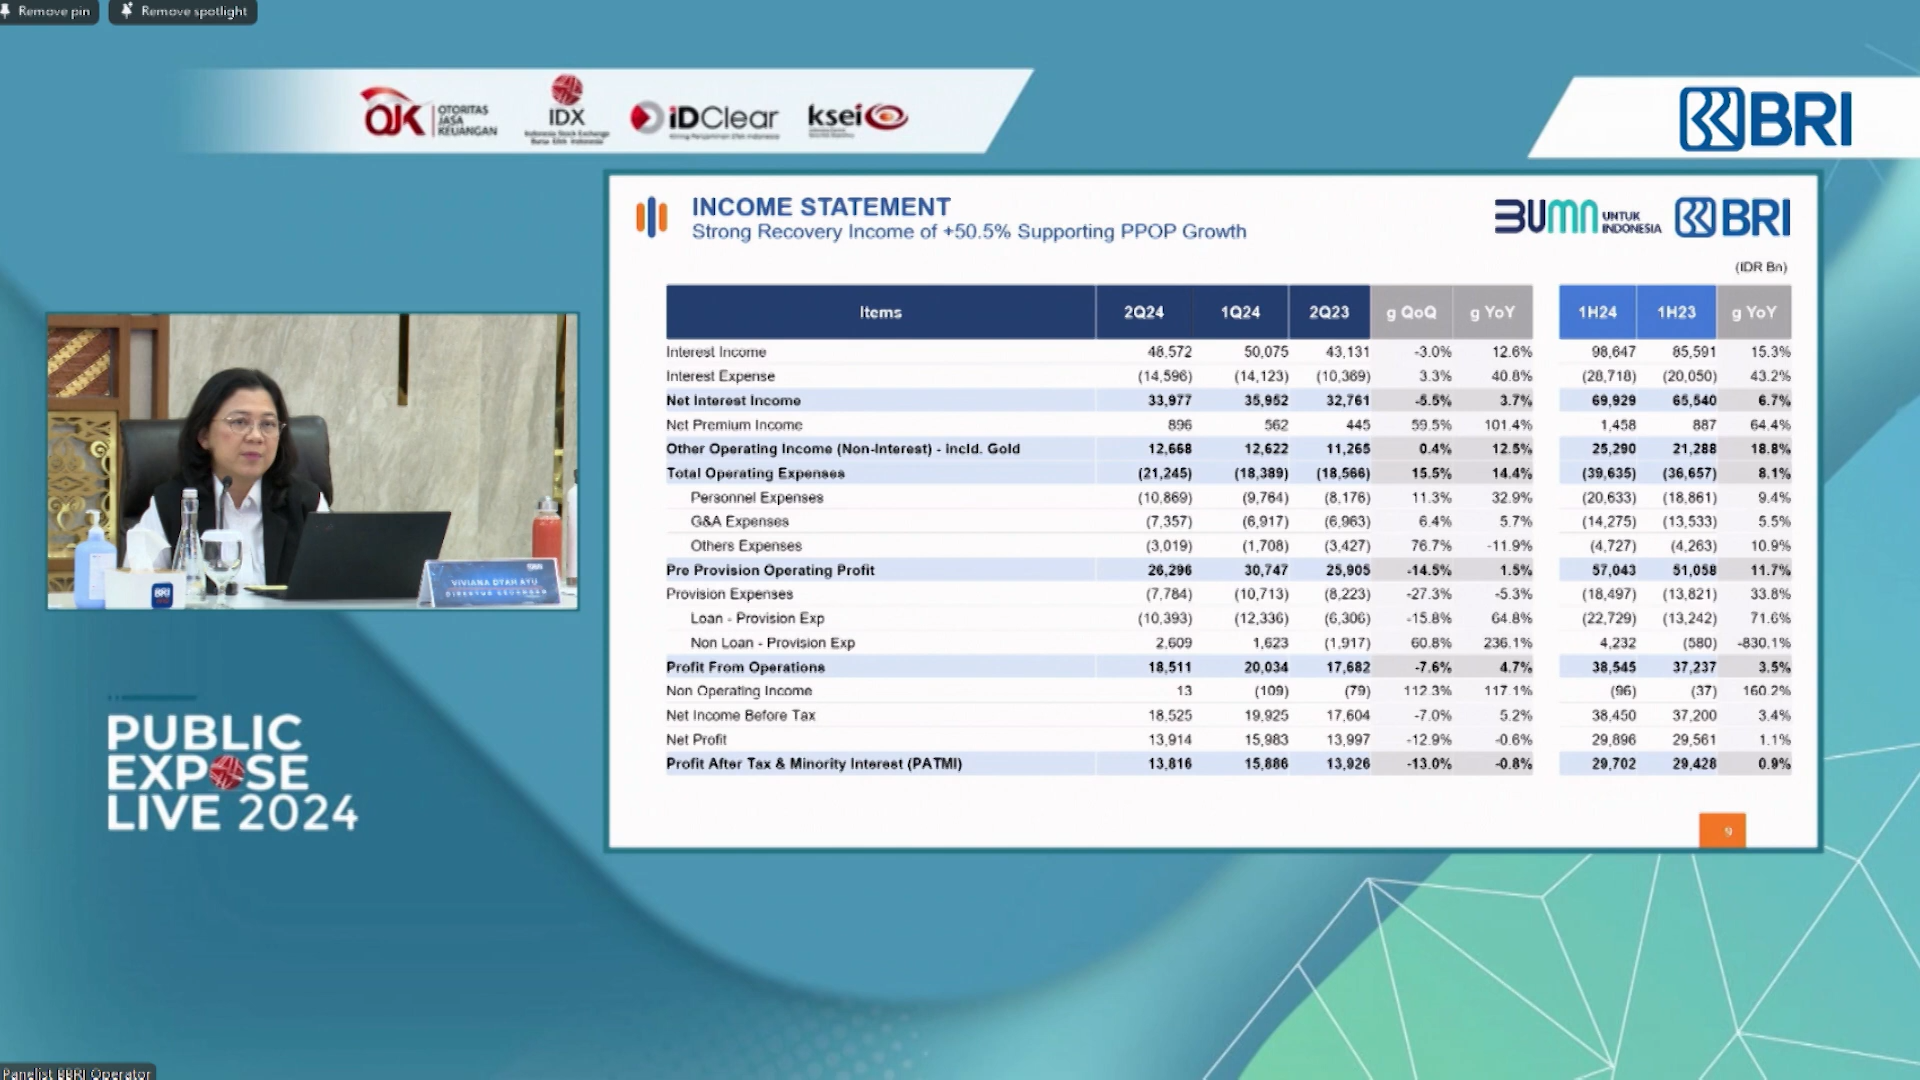 Remove pin
Remove spotlight
OJK OTORITAS JASA KEUANGAN
IDX
Indonesia Stock Exchange
Bursa Efek Indonesia
iDClear
ksei
BRI
INCOME STATEMENT
Strong Recovery Income of +50.5% Supporting PPOP Growth
BUMN UNTUK INDONESIA
BRI
(IDR Bn)
Items 2Q24 1Q24 2Q23 g QoQ g YoY 1H24 1H23 g YoY
Interest Income 48,572 50,075 43,131 -3.0% 12.6% 98,647 85,591 15.3%
Interest Expense (14,596) (14,123) (10,369) 3.3% 40.8% (28,718) (20,050) 43.2%
Net Interest Income 33,977 35,952 32,761 -5.5% 3.7% 69,929 65,540 6.7%
Net Premium Income 896 562 445 59.5% 101.4% 1,458 887 64.4%
Other Operating Income (Non-Interest) - incld. Gold 12,668 12,622 11,265 0.4% 12.5% 25,290 21,288 18.8%
Total Operating Expenses (21,245) (18,389) (18,566) 15.5% 14.4% (39,635) (36,657) 8.1%
Personnel Expenses (10,869) (9,764) (8,176) 11.3% 32.9% (20,633) (18,861) 9.4%
G&A Expenses (7,357) (6,917) (6,963) 6.4% 5.7% (14,275) (13,533) 5.5%
Others Expenses (3,019) (1,708) (3,427) 76.7% -11.9% (4,727) (4,263) 10.9%
Pre Provision Operating Profit 26,296 30,747 25,905 -14.5% 1.5% 57,043 51,058 11.7%
Provision Expenses (7,784) (10,713) (8,223) -27.3% -5.3% (18,497) (13,821) 33.8%
Loan - Provision Exp (10,393) (12,336) (6,306) -15.8% 64.8% (22,729) (13,242) 71.6%
Non Loan - Provision Exp 2,609 1,623 (1,917) 60.8% 236.1% 4,232 (580) -830.1%
Profit From Operations 18,511 20,034 17,682 -7.6% 4.7% 38,545 37,237 3.5%
Non Operating Income 13 (109) (79) 112.3% 117.1% (96) (37) 160.2%
Net Income Before Tax 18,525 19,925 17,604 -7.0% 5.2% 38,450 37,200 3.4%
Net Profit 13,914 15,983 13,997 -12.9% -0.6% 29,896 29,561 1.1%
Profit After Tax & Minority Interest (PATMI) 13,816 15,886 13,926 -13.0% -0.8% 29,702 29,428 0.9%
9
BRI
VIVIANA DYAH AYU
DIREKTUR KEUANGAN
PUBLIC
EXPOSE
LIVE 2024
Panelist BBRI Operator